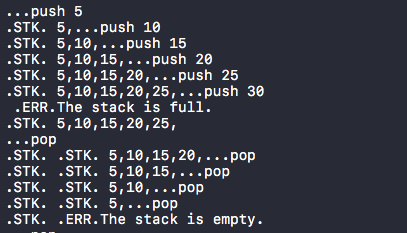 ...push 5
.STK. 5,...push 10
.STK. 5,10,...push 15
.STK. 5,10,15,...push 20
.STK. 5,10,15,20,...push 25
.STK. 5,10,15,20,25,...push 30
.ERR.The stack is full.
.STK. 5,10,15,20,25,
...pop
.STK. .STK. 5,10,15,20,...pop
.STK. .STK. 5,10,15,...pop
.STK. .STK. 5,10,...pop
.STK. .STK. 5,...pop
.STK. .ERR.The stack is empty.